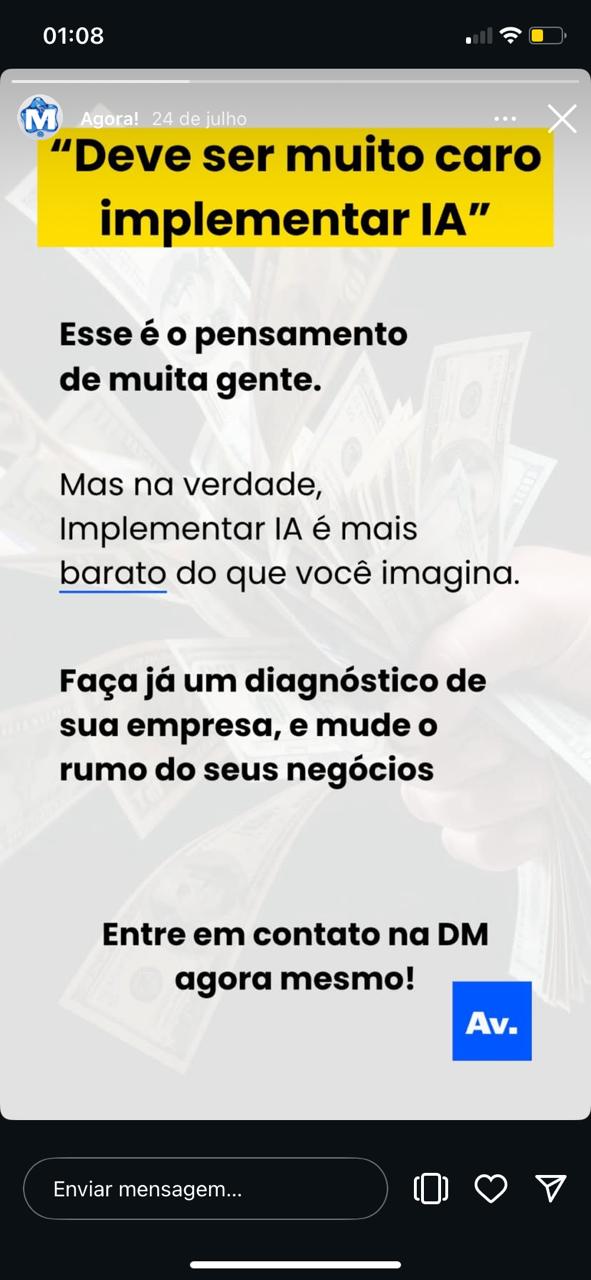 01:08
M
Agora! 24 de julho
“Deve ser muito caro
implementar IA”
Esse é o pensamento
de muita gente.
Mas na verdade,
Implementar IA é mais
barato do que você imagina.
Faça já um diagnóstico de
sua empresa, e mude o
rumo do seus negócios
Entre em contato na DM
agora mesmo!
Av.
Enviar mensagem...